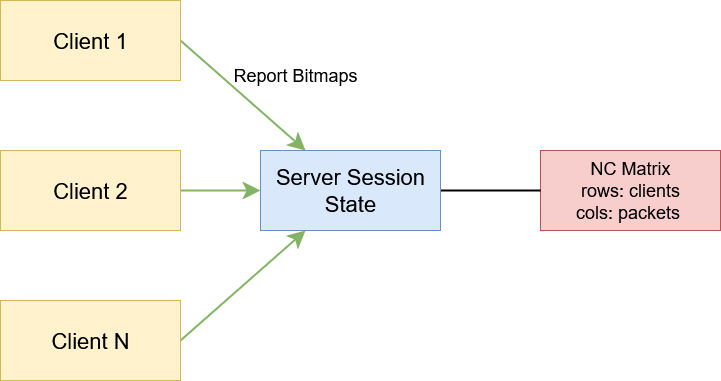 Client 1
Report Bitmaps
Client 2
Server Session
State
NC Matrix
rows: clients
cols: packets
Client N